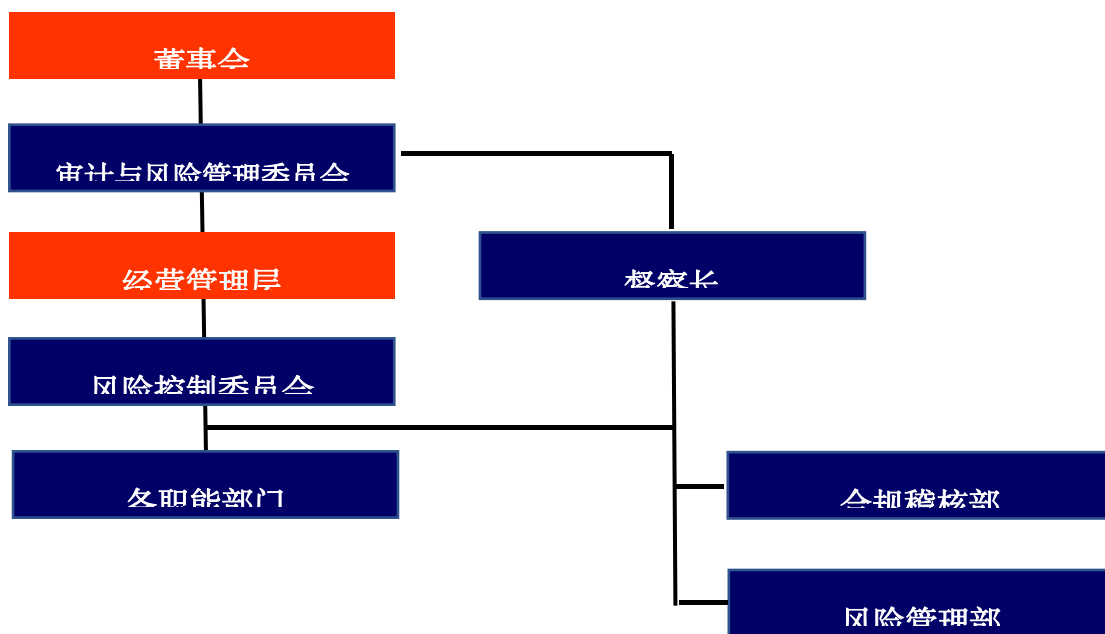 董事会
审计与风险管理委员会
经营管理层
督察长
风险控制委员会
各职能部门
合规稽核部
风险管理部